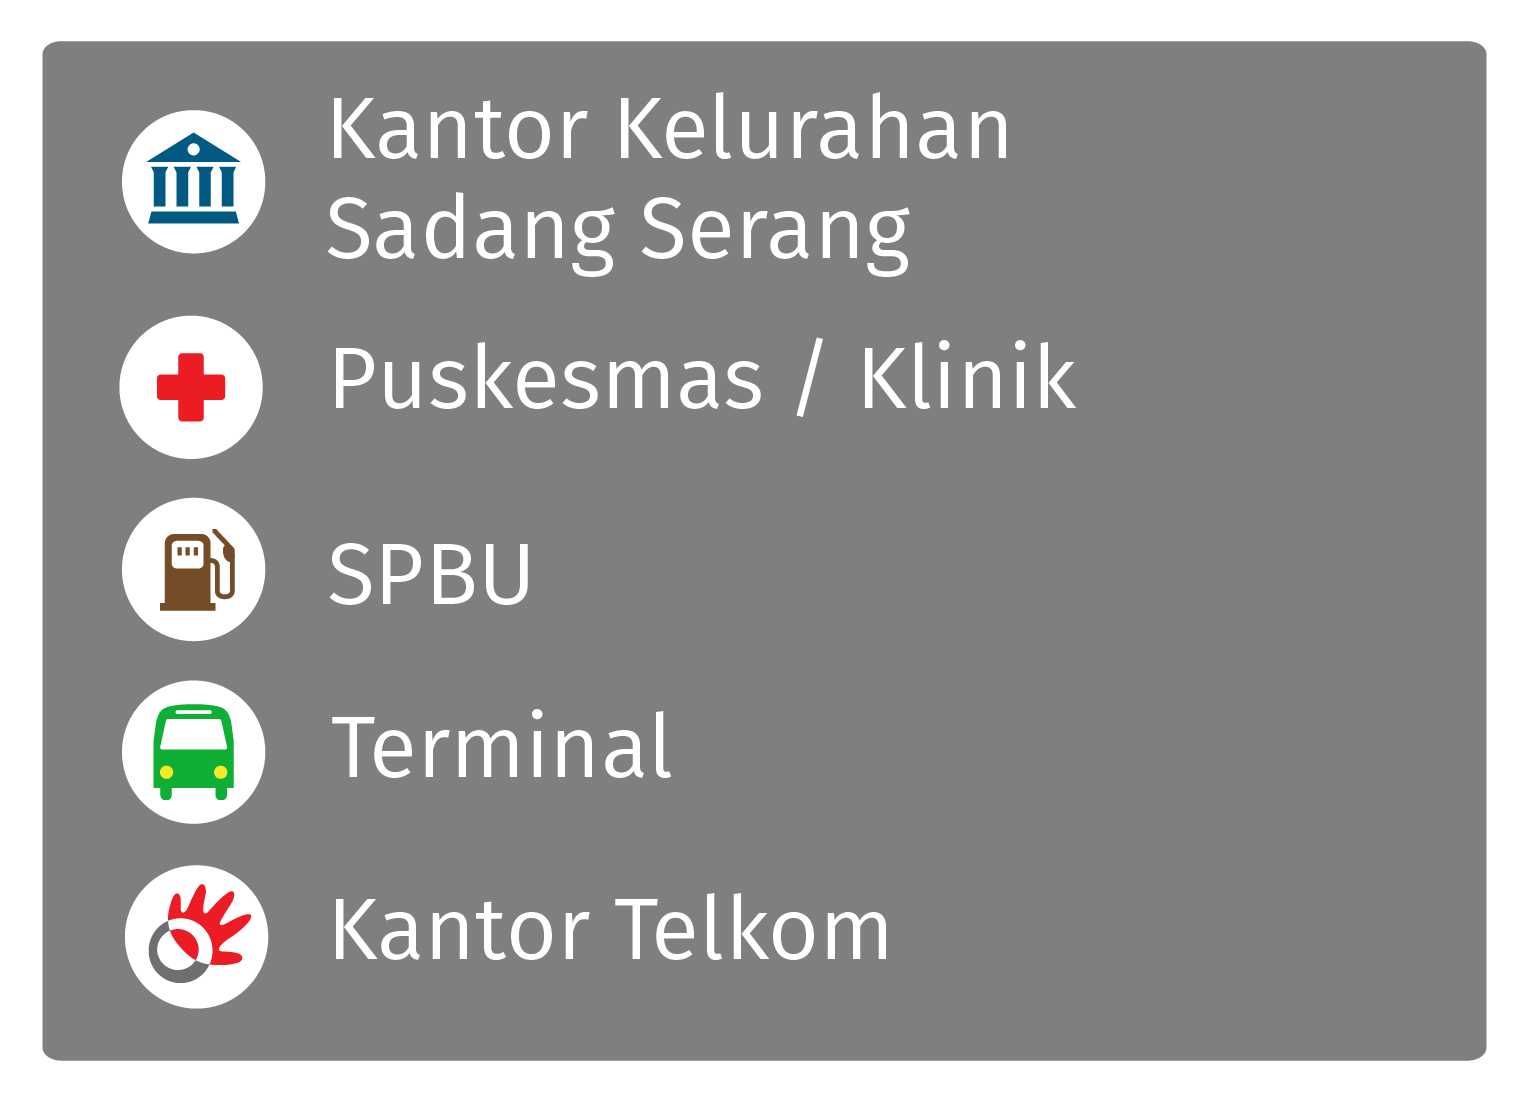 Kantor Kelurahan
Sadang Serang
Puskesmas / Klinik
SPBU
Terminal
Kantor Telkom